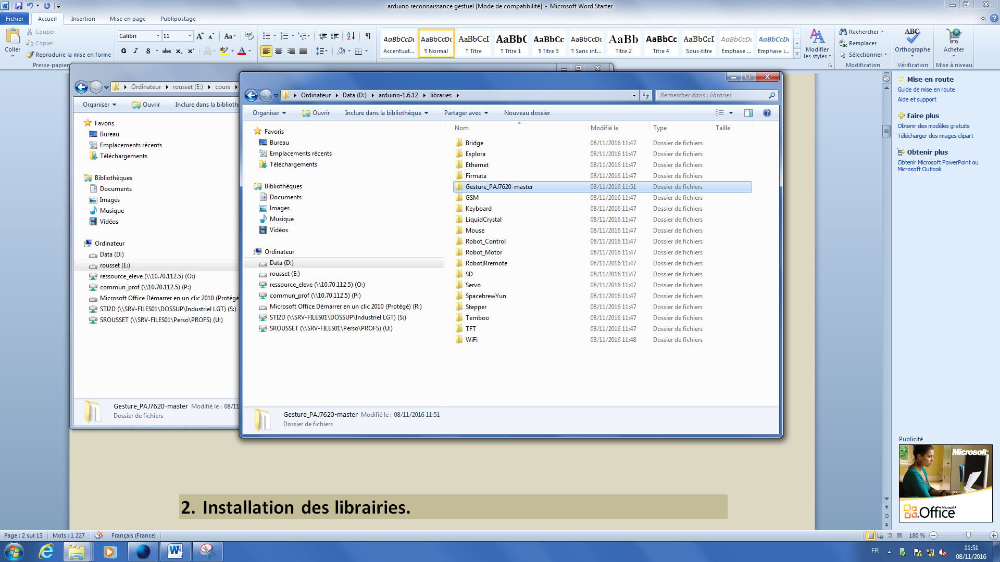 arduino reconnaissance gestuel [Mode de compatibilité] - Microsoft Word Starter
Fichier
Accueil
Insertion
Mise en page
Publipostage
Coller
Couper
Copier
Reproduire la mise en forme
Presse-papiers
Calibri
11
G I S abc x₂ x²
AaBbCcDc AaBbCcDc AaBbCcI AaBbC AaBbCc AaBbCcDc AaBb AaBbCc AaBbCcI AaBbCcDc AaBbCcDc
Accentuat... ¶ Normal ¶ Titre ¶ Titre 1 ¶ Titre 3 ¶ Sans int... Titre 2 Titre 4 Sous-titre Emphase ... Emphase i...
Modifier les styles
Rechercher
Remplacer
Sélectionner
Modification
ABC
Orthographe
Vérification
Acheter
Mise à niveau
Ordinateur
rousset (E:)
cours
Organiser
Ouvrir
Inclure dans la biblioth
Favoris
Bureau
Emplacements récents
Téléchargements
Bibliothèques
Documents
Images
Musique
Vidéos
Ordinateur
Data (D:)
rousset (E:)
ressource_eleve (\\10.70.112.5) (O:)
commun_prof (\\10.70.112.5) (P:)
Microsoft Office Démarrer en un clic 2010 (Protégé
STI2D (\\SRV-FILES01\DOSSUP\Industriel LGT) (S:)
SROUSSET (\\SRV-FILES01\Perso\PROFS) (U:)
Gesture_PAJ7620-master Modifié le : 08/11
Dossier de fichiers
Ordinateur
Data (D:)
arduino-1.6.12
libraries
Rechercher dans : libraries
Organiser
Ouvrir
Inclure dans la bibliothèque
Partager avec
Nouveau dossier
Favoris
Bureau
Emplacements récents
Téléchargements
Bibliothèques
Documents
Images
Musique
Vidéos
Ordinateur
Data (D:)
rousset (E:)
ressource_eleve (\\10.70.112.5) (O:)
commun_prof (\\10.70.112.5) (P:)
Microsoft Office Démarrer en un clic 2010 (Protégé) (R:)
STI2D (\\SRV-FILES01\DOSSUP\Industriel LGT) (S:)
SROUSSET (\\SRV-FILES01\Perso\PROFS) (U:)
Nom Modifié le Type Taille
Bridge 08/11/2016 11:47 Dossier de fichiers
Esplora 08/11/2016 11:47 Dossier de fichiers
Ethernet 08/11/2016 11:47 Dossier de fichiers
Firmata 08/11/2016 11:47 Dossier de fichiers
Gesture_PAJ7620-master 08/11/2016 11:51 Dossier de fichiers
GSM 08/11/2016 11:47 Dossier de fichiers
Keyboard 08/11/2016 11:47 Dossier de fichiers
LiquidCrystal 08/11/2016 11:47 Dossier de fichiers
Mouse 08/11/2016 11:47 Dossier de fichiers
Robot_Control 08/11/2016 11:47 Dossier de fichiers
Robot_Motor 08/11/2016 11:47 Dossier de fichiers
RobotIRremote 08/11/2016 11:47 Dossier de fichiers
SD 08/11/2016 11:47 Dossier de fichiers
Servo 08/11/2016 11:47 Dossier de fichiers
SpacebrewYun 08/11/2016 11:47 Dossier de fichiers
Stepper 08/11/2016 11:47 Dossier de fichiers
Temboo 08/11/2016 11:47 Dossier de fichiers
TFT 08/11/2016 11:47 Dossier de fichiers
WiFi 08/11/2016 11:48 Dossier de fichiers
Gesture_PAJ7620-master Modifié le : 08/11/2016 11:51
Dossier de fichiers
Mise en route
Guide de mise en route
Aide et support
Faire plus
Obtenir des modèles gratuits
Télécharger des images clipart
Obtenir plus
Obtenir Microsoft PowerPoint ou
Microsoft Outlook
Publicité
Microsoft
Microsoft
Office
2. Installation des librairies.
Page : 2 sur 13
Mots : 1 227
Français (France)
180 %
FR
11:51
08/11/2016